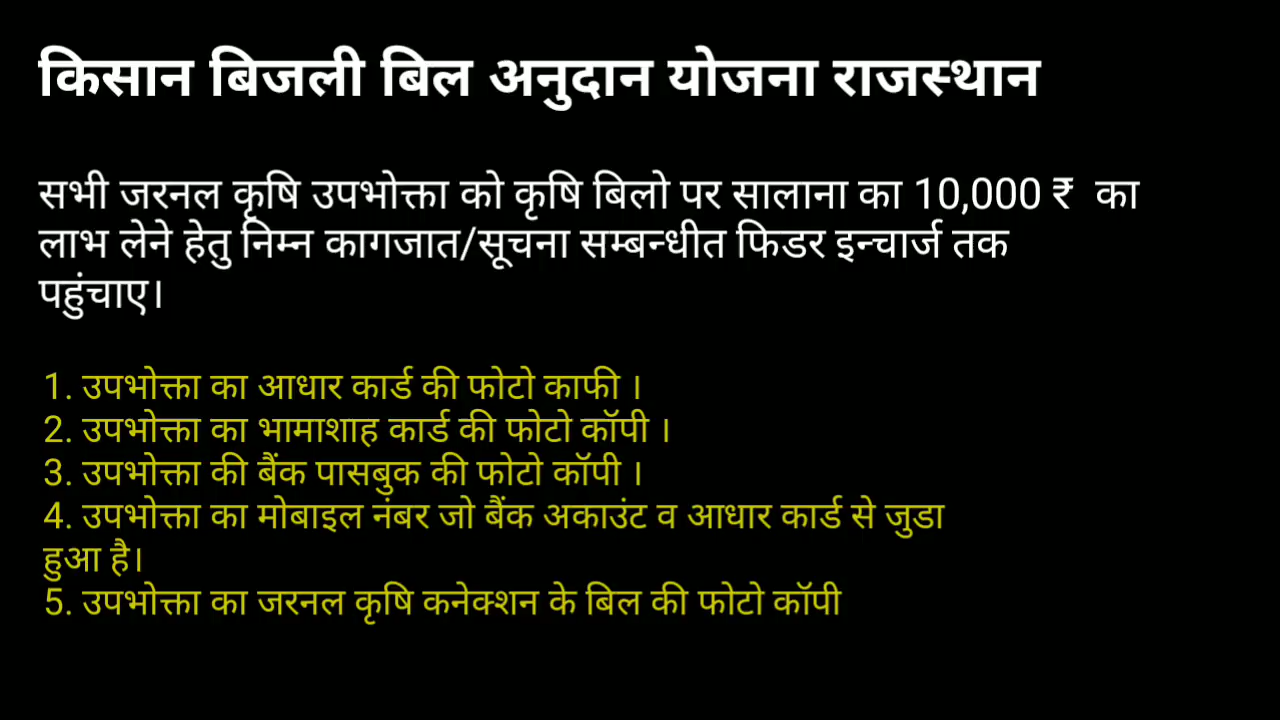 किसान बिजली बिल अनुदान योजना राजस्थान
सभी जरनल कृषि उपभोक्ता को कृषि बिलो पर सालाना का 10,000 ₹ का
लाभ लेने हेतु निम्न कागजात/सूचना सम्बन्धीत फिडर इन्चार्ज तक
पहुंचाए।
1. उपभोक्ता का आधार कार्ड की फोटो काफी ।
2. उपभोक्ता का भामाशाह कार्ड की फोटो कॉपी ।
3. उपभोक्ता की बैंक पासबुक की फोटो कॉपी ।
4. उपभोक्ता का मोबाइल नंबर जो बैंक अकाउंट व आधार कार्ड से जुडा
हुआ है।
5. उपभोक्ता का जरनल कृषि कनेक्शन के बिल की फोटो कॉपी